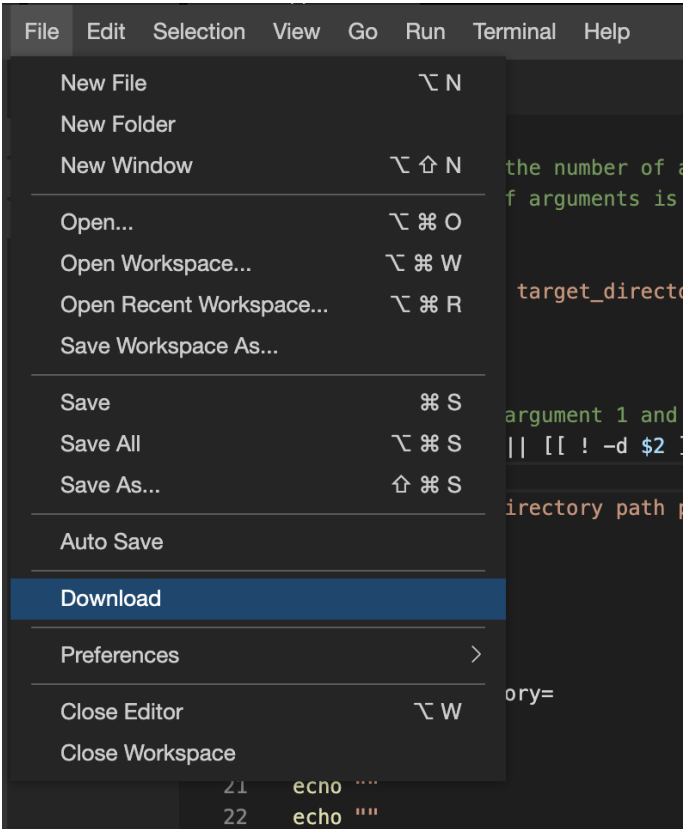 File Edit Selection View Go Run Terminal Help
New File ⌥ N
New Folder
New Window ⌥ ⇧ N
the number of
Open... ⌥ ⌘ O
f arguments is
Open Workspace... ⌥ ⌘ W
Open Recent Workspace... ⌥ ⌘ R
target_directo
Save Workspace As...
Save ⌘ S
argument 1 and
Save All ⌥ ⌘ S
|| [[ ! -d $2 ]
Save As... ⇧ ⌘ S
irectory path p
Auto Save
Download
Preferences >
Close Editor ⌥ W
ory=
Close Workspace
21 echo ""
22 echo ""